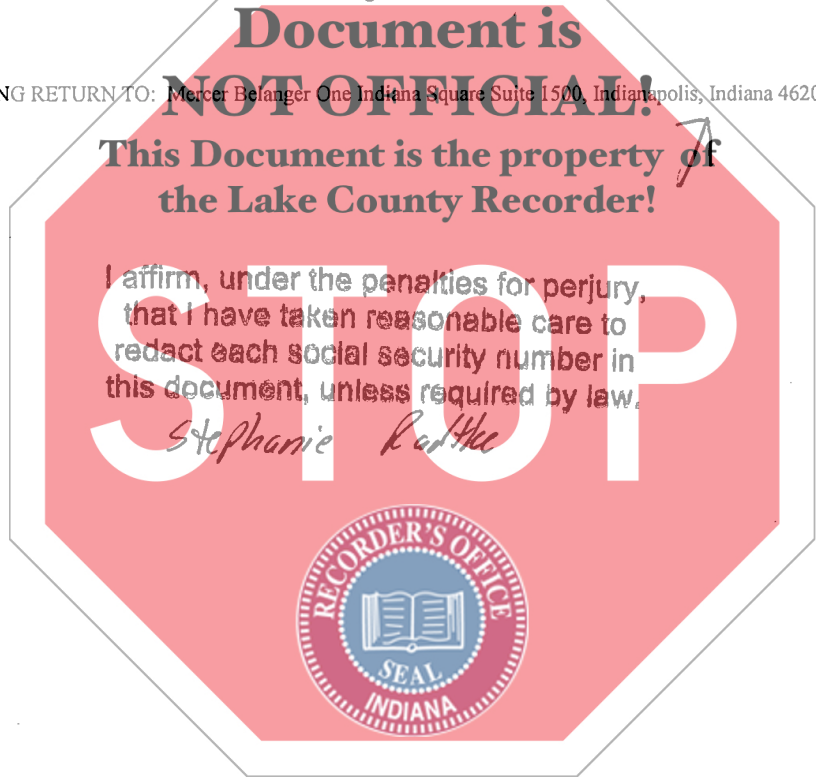 Document is
NOT OFFICIAL!
NG RETURN TO: Mercer Belanger One Indiana Square Suite 1500, Indianapolis, Indiana 4620
This Document is the property of
the Lake County Recorder!
STOP
I affirm, under the penalties for perjury,
that I have taken reasonable care to
redact each social security number in
this document, unless required by law.
Stephanie Radtke
RECORDER'S OFFICE
SEAL
INDIANA